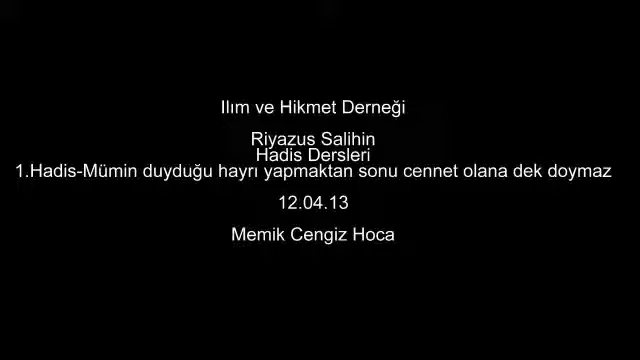 Ilım ve Hikmet Derneği
Riyazus Salihin
Hadis Dersleri
1.Hadis-Mümin duyduğu hayrı yapmaktan sonu cennet olana dek doymaz
12.04.13
Memik Cengiz Hoca